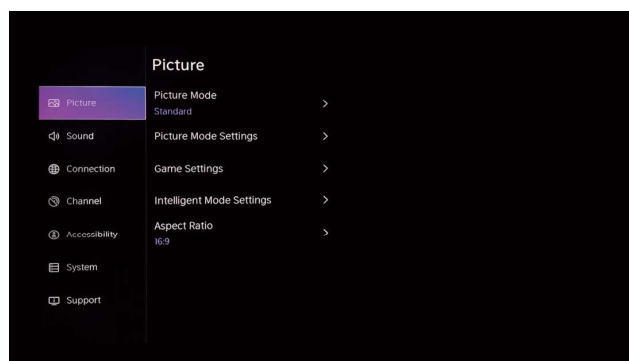 Picture
Picture
Sound
Connection
Channel
Accessibility
System
Support
Picture Mode
Standard
Picture Mode Settings
Game Settings
Intelligent Mode Settings
Aspect Ratio
16:9